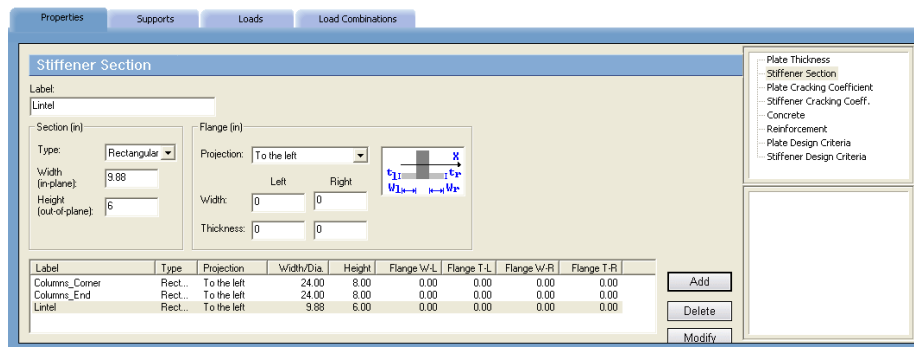 Properties Supports Loads Load Combinations
Stiffener Section
Label:
Lintel
Section (in)
Type: Rectangular
Width
(in-plane): 9.88
Height
(out-of-plane): 6
Flange (in)
Projection: To the left
Left Right
Width: 0 0
Thickness: 0 0
X
tl tr
Wl Wr
Label Type Projection Width/Dia. Height Flange W-L Flange T-L Flange W-R Flange T-R
Columns_Corner Rect... To the left 24.00 8.00 0.00 0.00 0.00 0.00
Columns_End Rect... To the left 24.00 8.00 0.00 0.00 0.00 0.00
Lintel Rect... To the left 9.88 6.00 0.00 0.00 0.00 0.00
Add
Delete
Modify
Plate Thickness
Stiffener Section
Plate Cracking Coefficient
Stiffener Cracking Coeff.
Concrete
Reinforcement
Plate Design Criteria
Stiffener Design Criteria